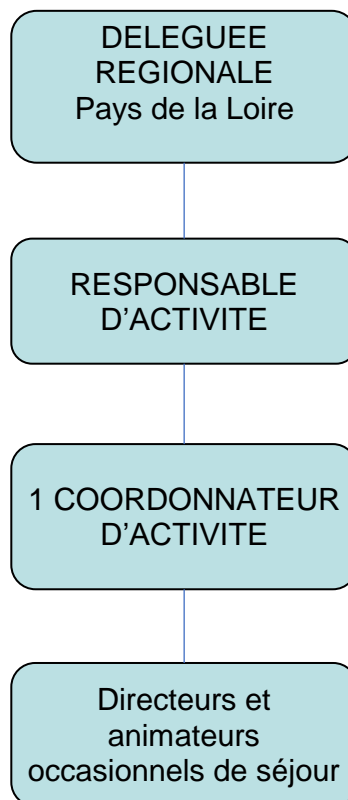 DELEGUEE
REGIONALE
Pays de la Loire
RESPONSABLE
D'ACTIVITE
1 COORDONNATEUR
D'ACTIVITE
Directeurs et
animateurs
occasionnels de séjour